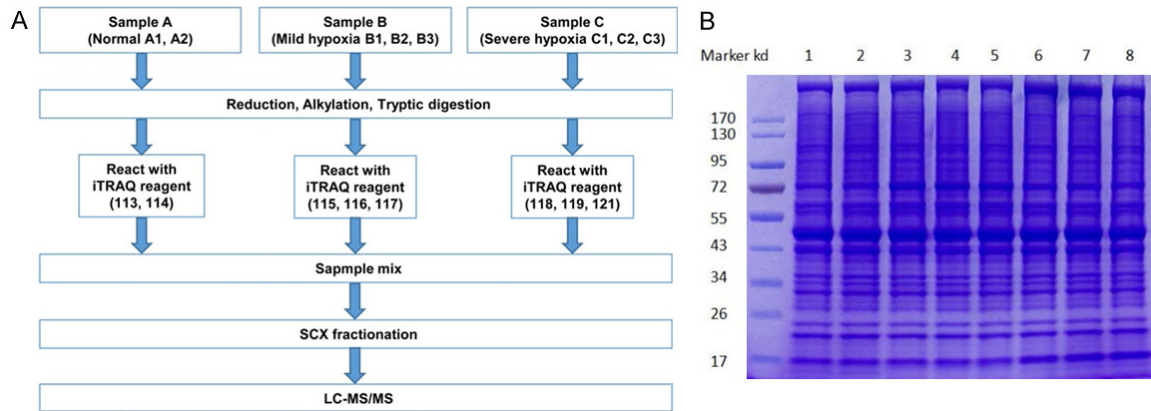 A
Sample A
(Normal A1, A2)
Sample B
(Mild hypoxia B1, B2, B3)
Sample C
(Severe hypoxia C1, C2, C3)
Reduction, Alkylation, Tryptic digestion
React with
iTRAQ reagent
(113, 114)
React with
iTRAQ reagent
(115, 116, 117)
React with
iTRAQ reagent
(118, 119, 121)
Sapmple mix
SCX fractionation
LC-MS/MS
B
Marker kd 1 2 3 4 5 6 7 8
170
130
95
72
55
43
34
26
17